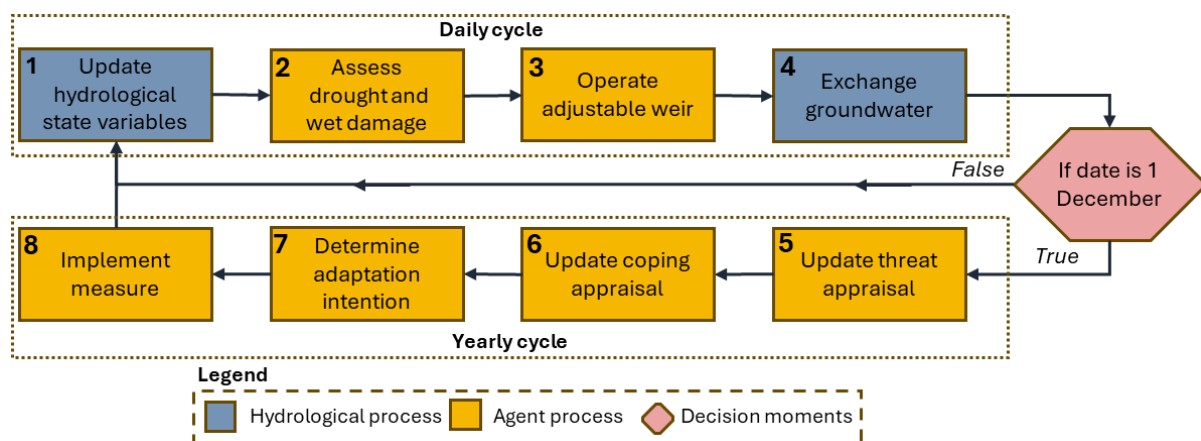 Daily cycle
1 Update
hydrological
state variables
2 Assess
drought and
wet damage
3 Operate
adjustable weir
4 Exchange
groundwater
If date is 1
December
False
True
8 Implement
measure
7 Determine
adaptation
intention
6 Update coping
appraisal
5 Update threat
appraisal
Yearly cycle
Legend
Hydrological process
Agent process
Decision moments